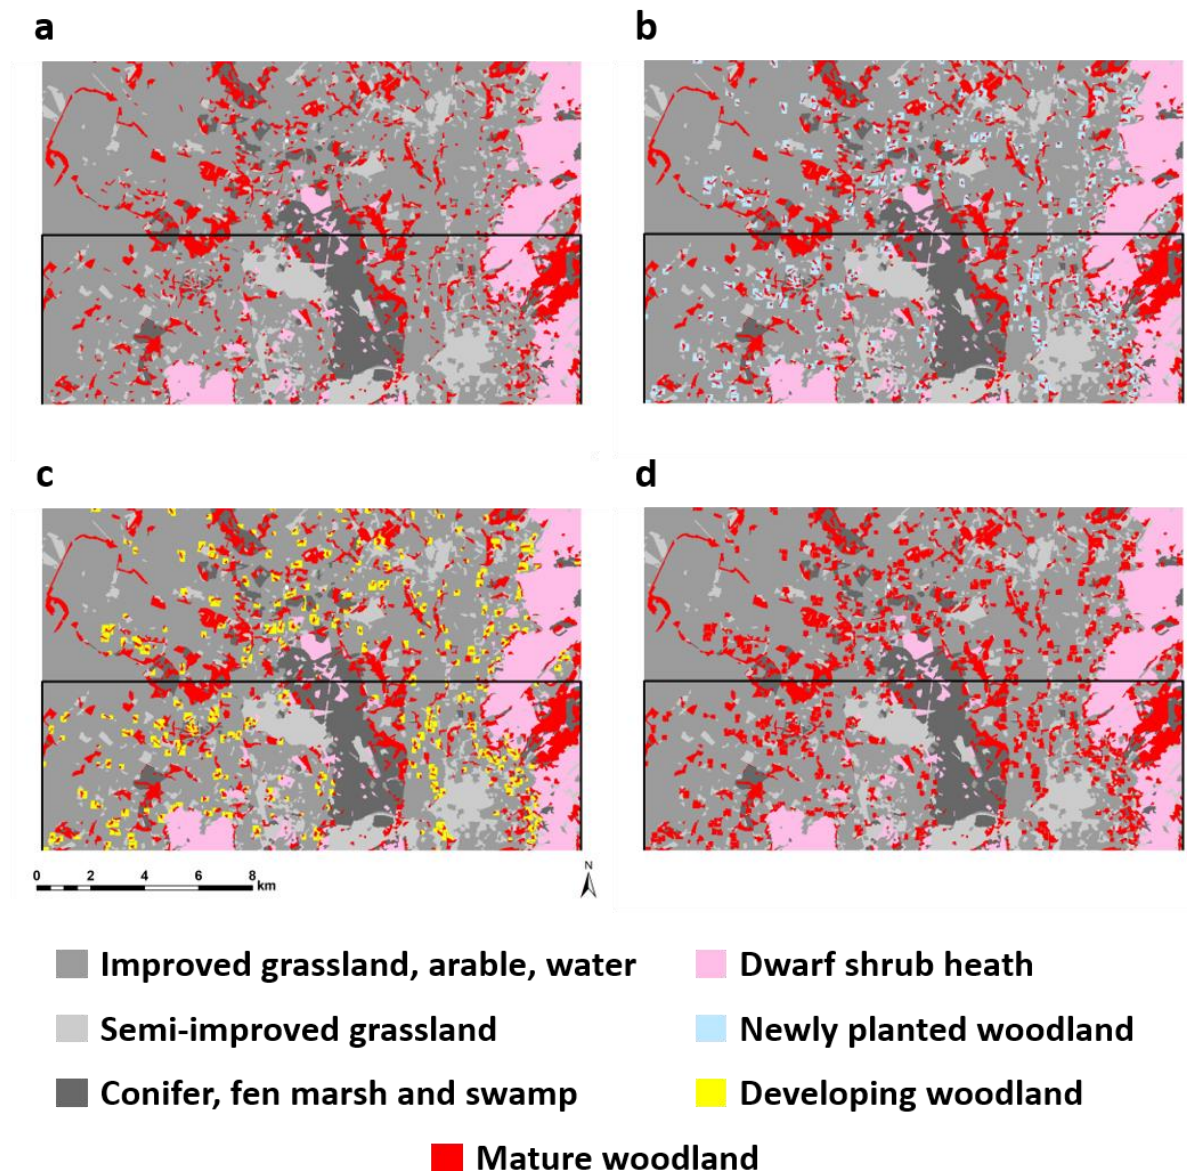 a
b
c
d
0 2 4 6 8 km
N
Improved grassland, arable, water
Dwarf shrub heath
Semi-improved grassland
Newly planted woodland
Conifer, fen marsh and swamp
Developing woodland
Mature woodland